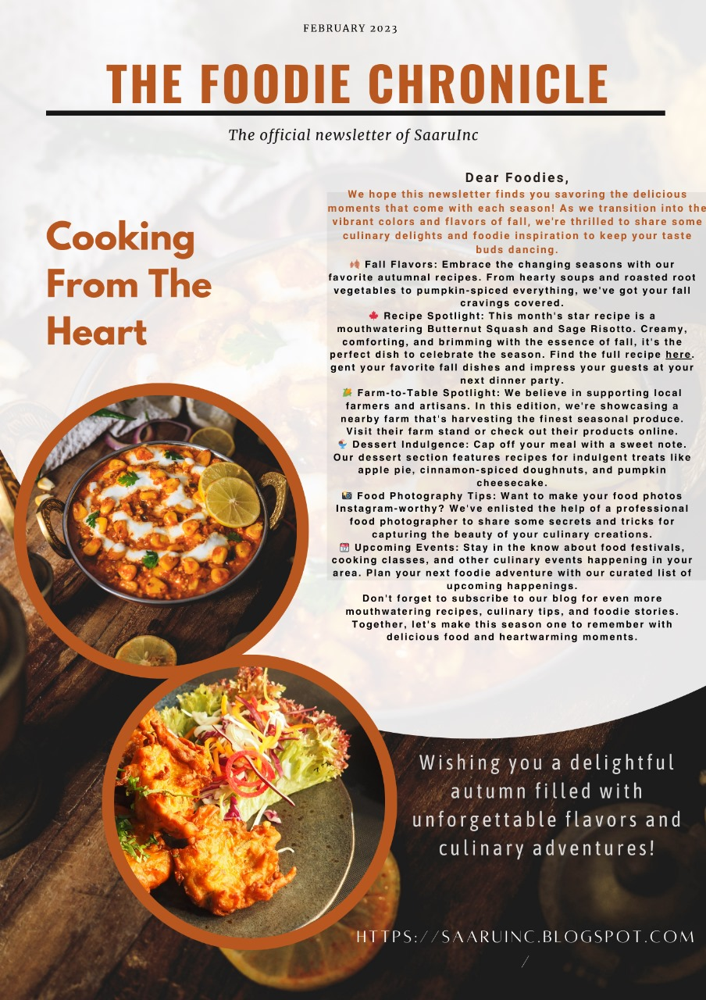 FEBRUARY 2023
THE FOODIE CHRONICLE
The official newsletter of SaaruInc
Cooking
From The
Heart
Dear Foodies,
We hope this newsletter finds you savoring the delicious
moments that come with each season! As we transition into the
vibrant colors and flavors of fall, we're thrilled to share some
culinary delights and foodie inspiration to keep your taste
buds dancing.
🍂 Fall Flavors: Embrace the changing seasons with our
favorite autumnal recipes. From hearty soups and roasted root
vegetables to pumpkin-spiced everything, we've got your fall
cravings covered.
🍁 Recipe Spotlight: This month's star recipe is a
mouthwatering Butternut Squash and Sage Risotto. Creamy,
comforting, and brimming with the essence of fall, it's the
perfect dish to celebrate the season. Find the full recipe here.
gent your favorite fall dishes and impress your guests at your
next dinner party.
🌽 Farm-to-Table Spotlight: We believe in supporting local
farmers and artisans. In this edition, we're showcasing a
nearby farm that's harvesting the finest seasonal produce.
Visit their farm stand or check out their products online.
🍨 Dessert Indulgence: Cap off your meal with a sweet note.
Our dessert section features recipes for indulgent treats like
apple pie, cinnamon-spiced doughnuts, and pumpkin
cheesecake.
📸 Food Photography Tips: Want to make your food photos
Instagram-worthy? We've enlisted the help of a professional
food photographer to share some secrets and tricks for
capturing the beauty of your culinary creations.
📅 Upcoming Events: Stay in the know about food festivals,
cooking classes, and other culinary events happening in your
area. Plan your next foodie adventure with our curated list of
upcoming happenings.
Don't forget to subscribe to our blog for even more
mouthwatering recipes, culinary tips, and foodie stories.
Together, let's make this season one to remember with
delicious food and heartwarming moments.
Wishing you a delightful
autumn filled with
unforgettable flavors and
culinary adventures!
HTTPS://SAARUINC.BLOGSPOT.COM
/